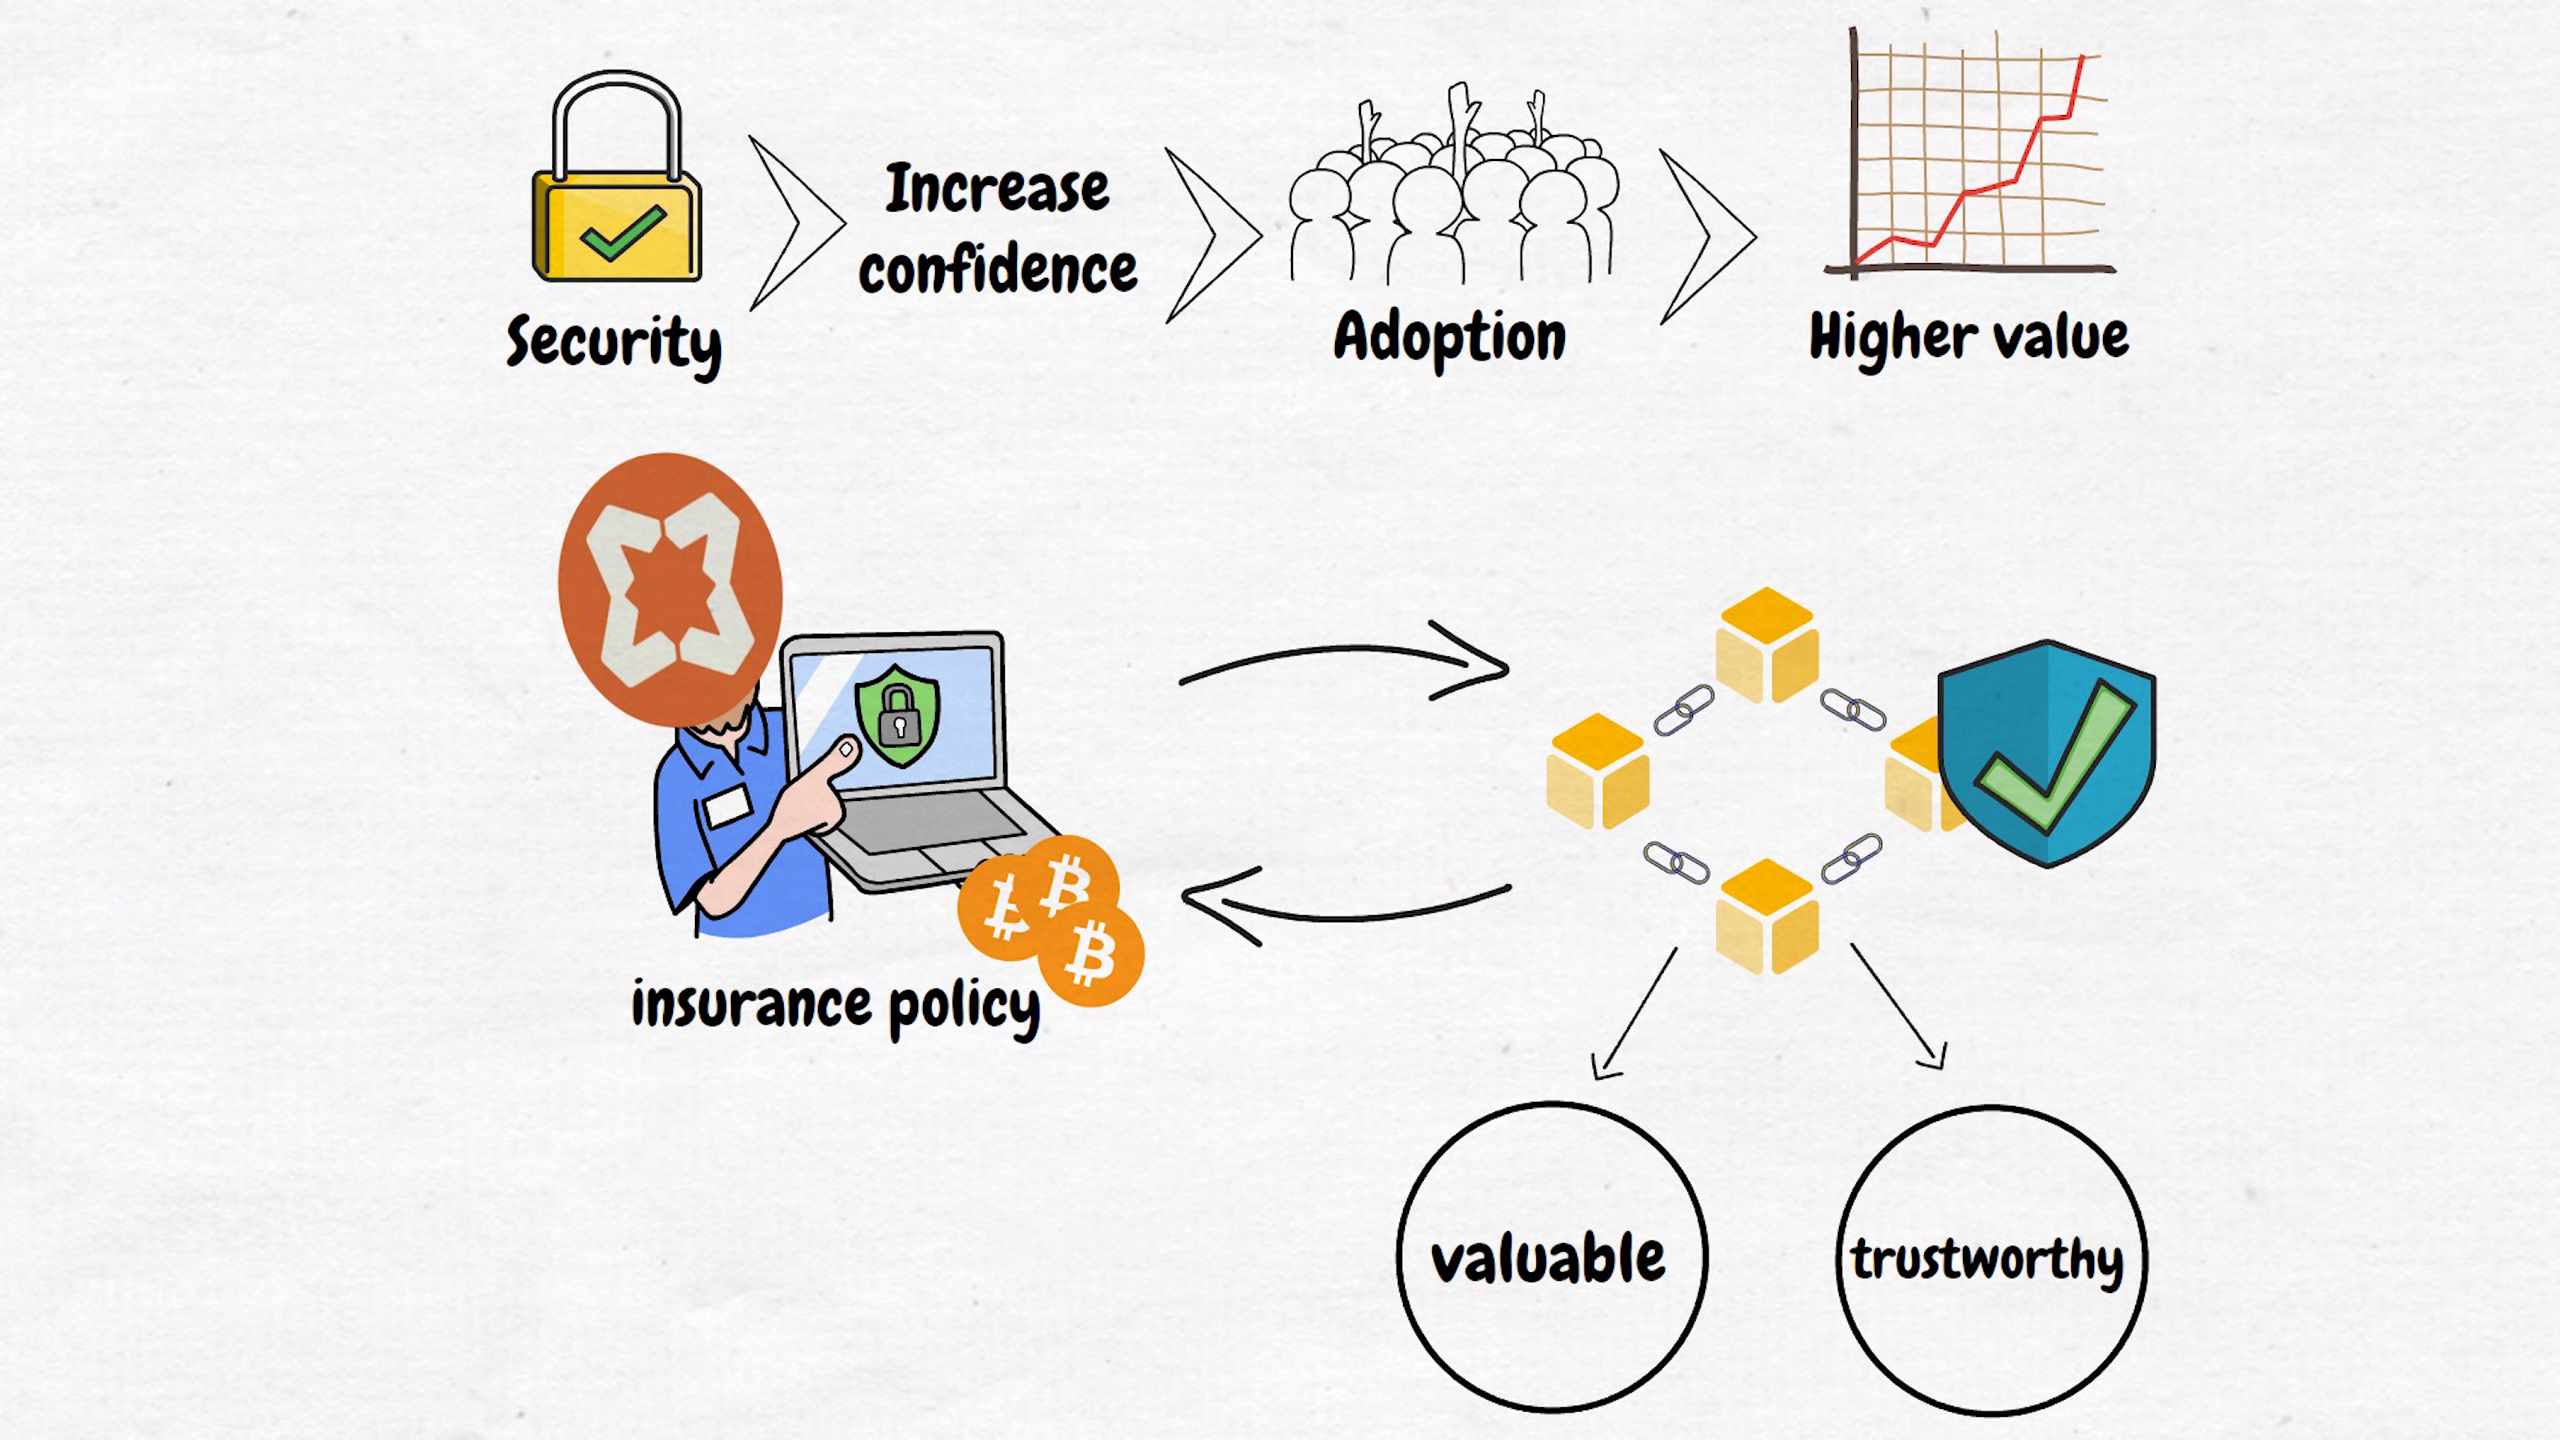 Increase
confidence
Security
Adoption
Higher value
insurance policy
valuable
trustworthy